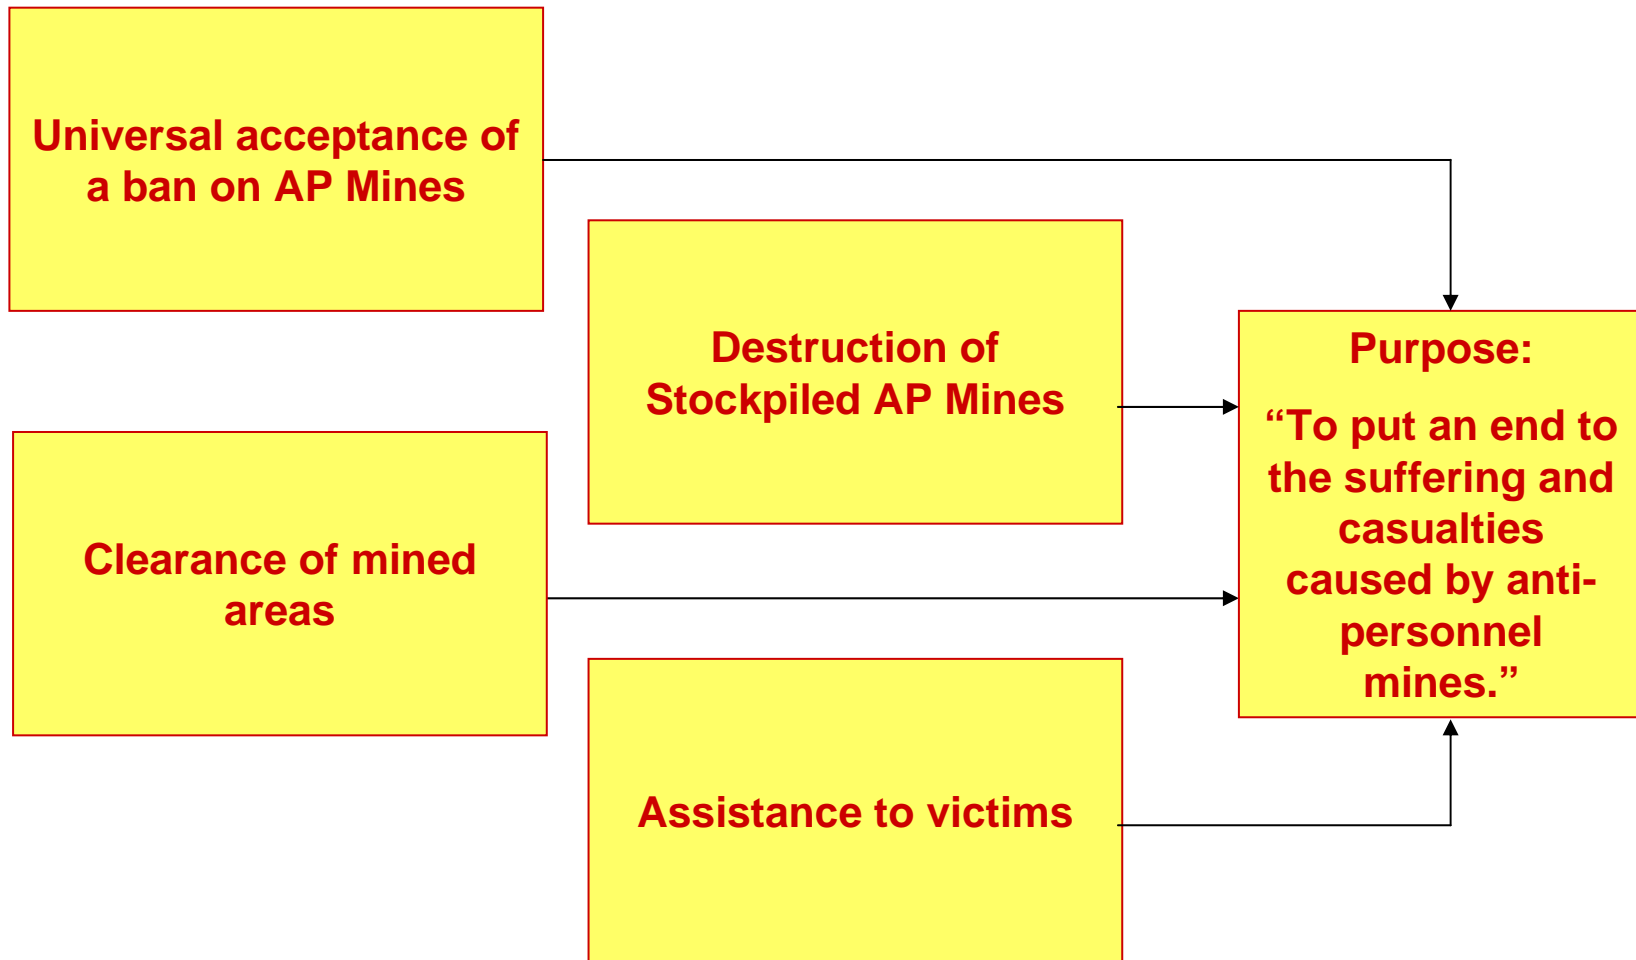 Universal acceptance of
a ban on AP Mines
Destruction of
Stockpiled AP Mines
Clearance of mined
areas
Assistance to victims
Purpose:
“To put an end to
the suffering and
casualties
caused by anti-
personnel
mines.”